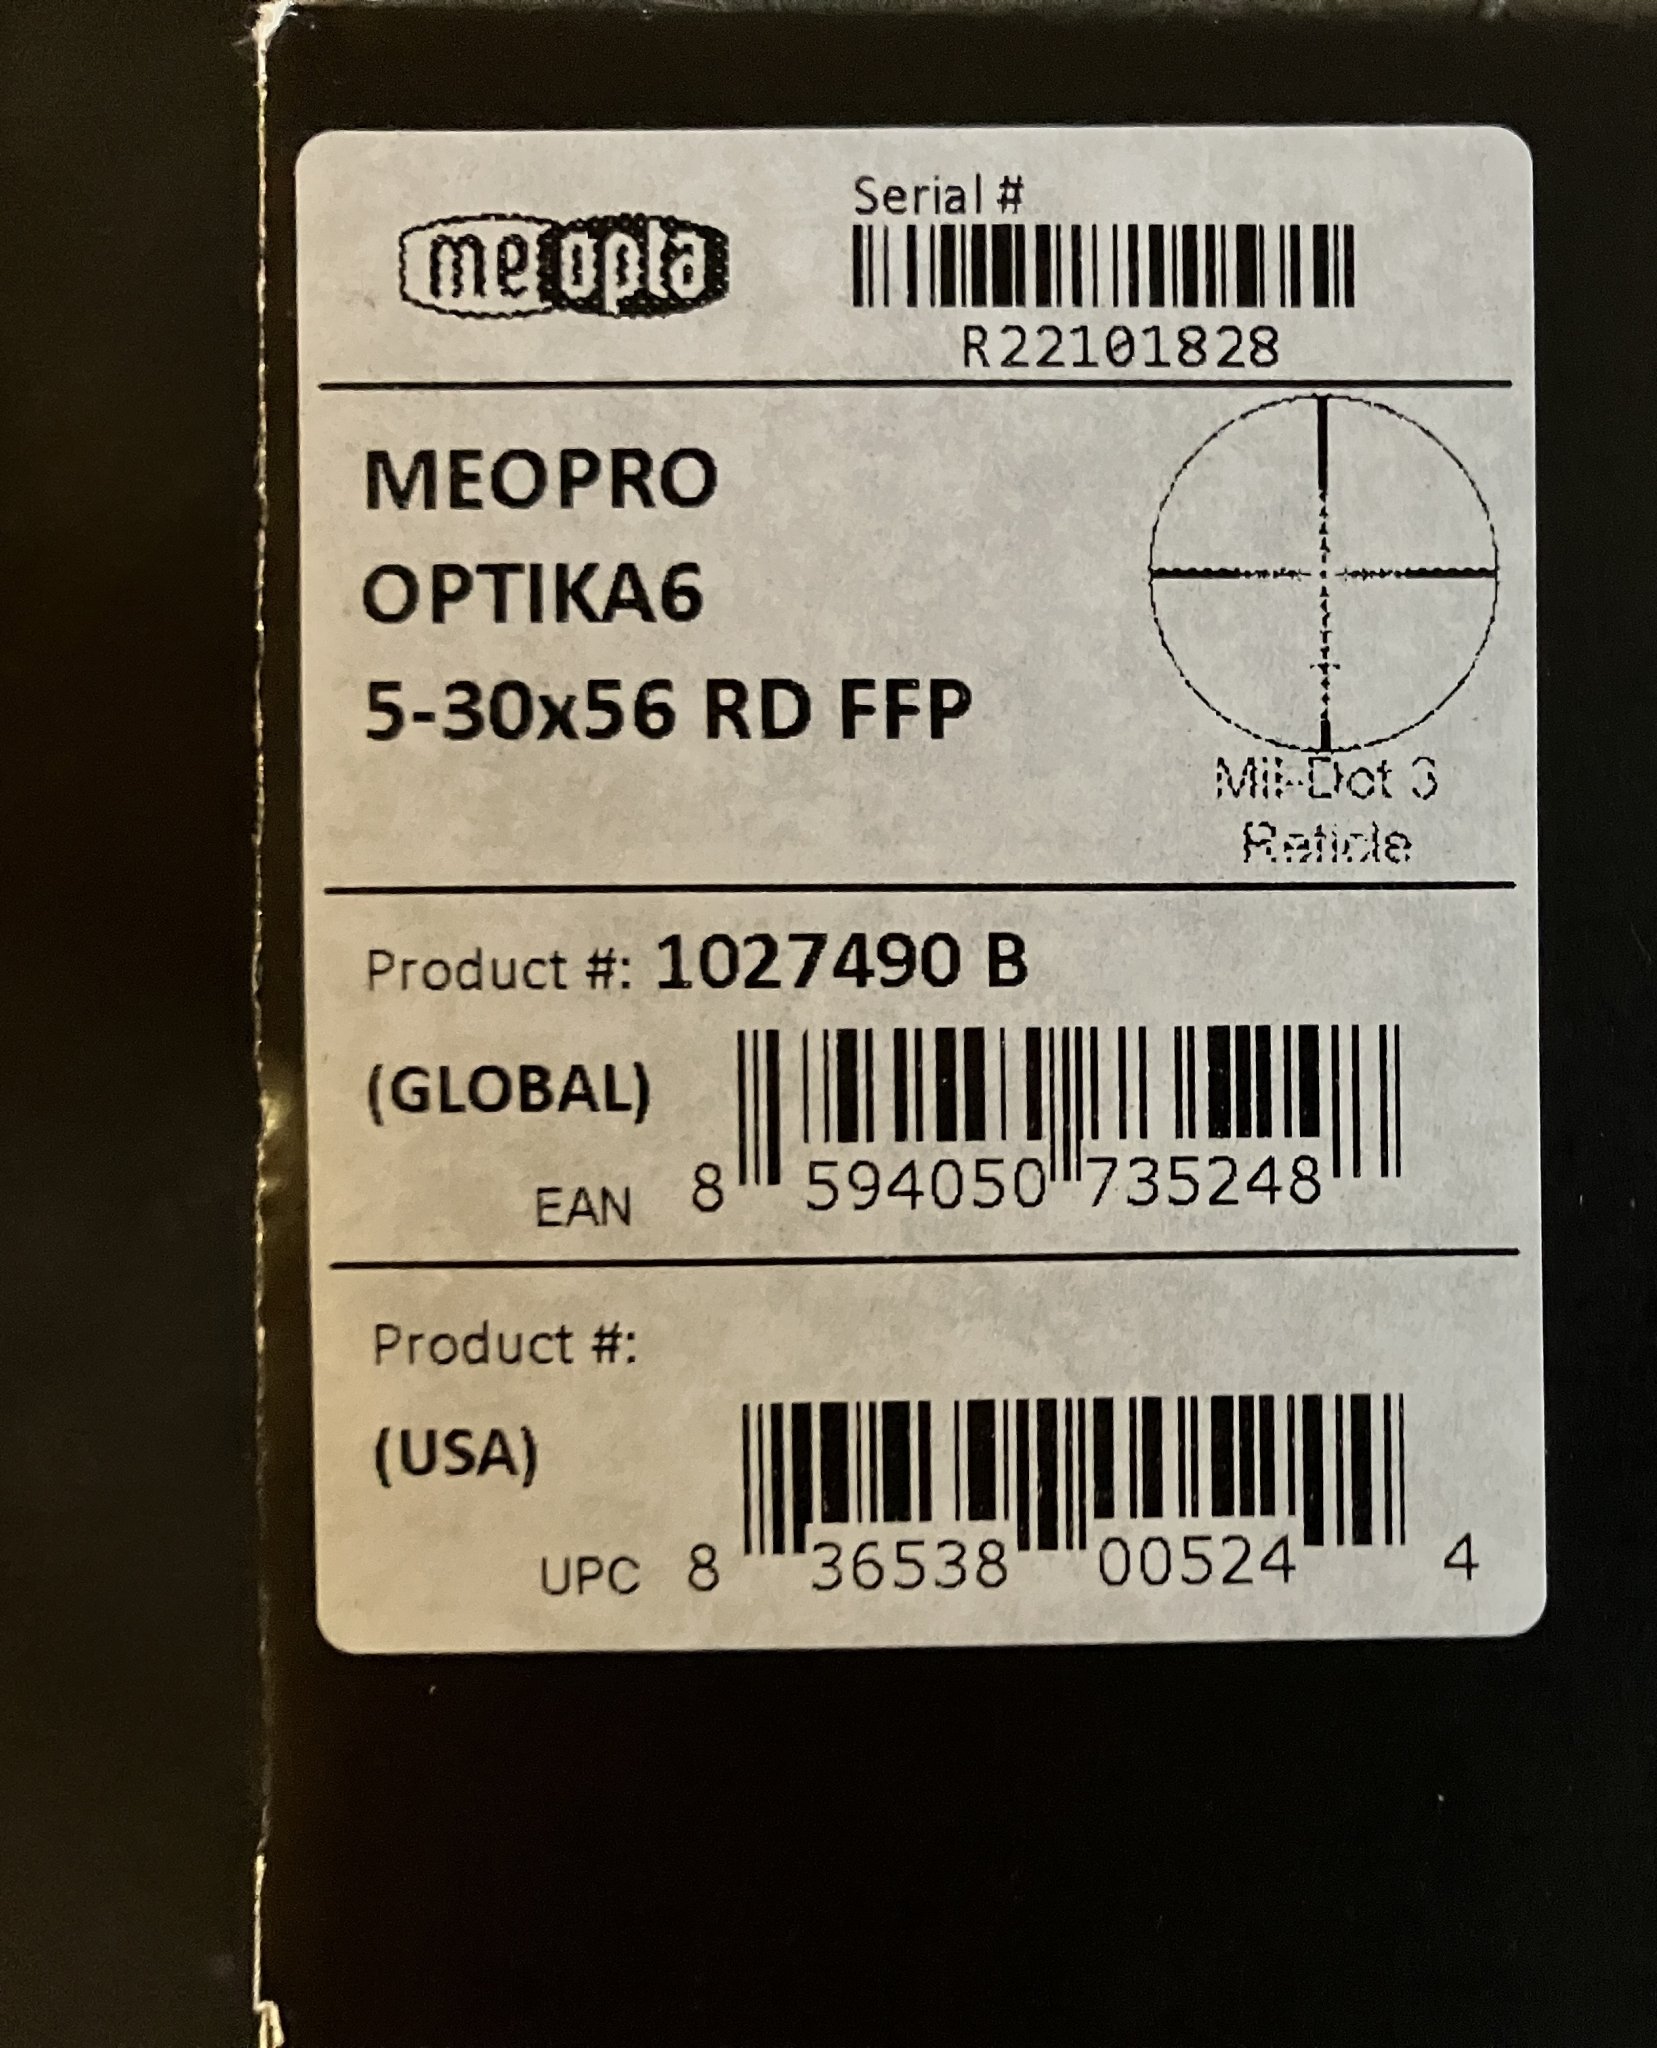 meopta
Serial #
R22101828
MEOPRO
OPTIKA6
5-30x56 RD FFP
Mil-Dot 3
Reticle
Product #: 1027490 B
(GLOBAL)
EAN 8 594050 735248
Product #:
(USA)
UPC 8 36538 00524 4